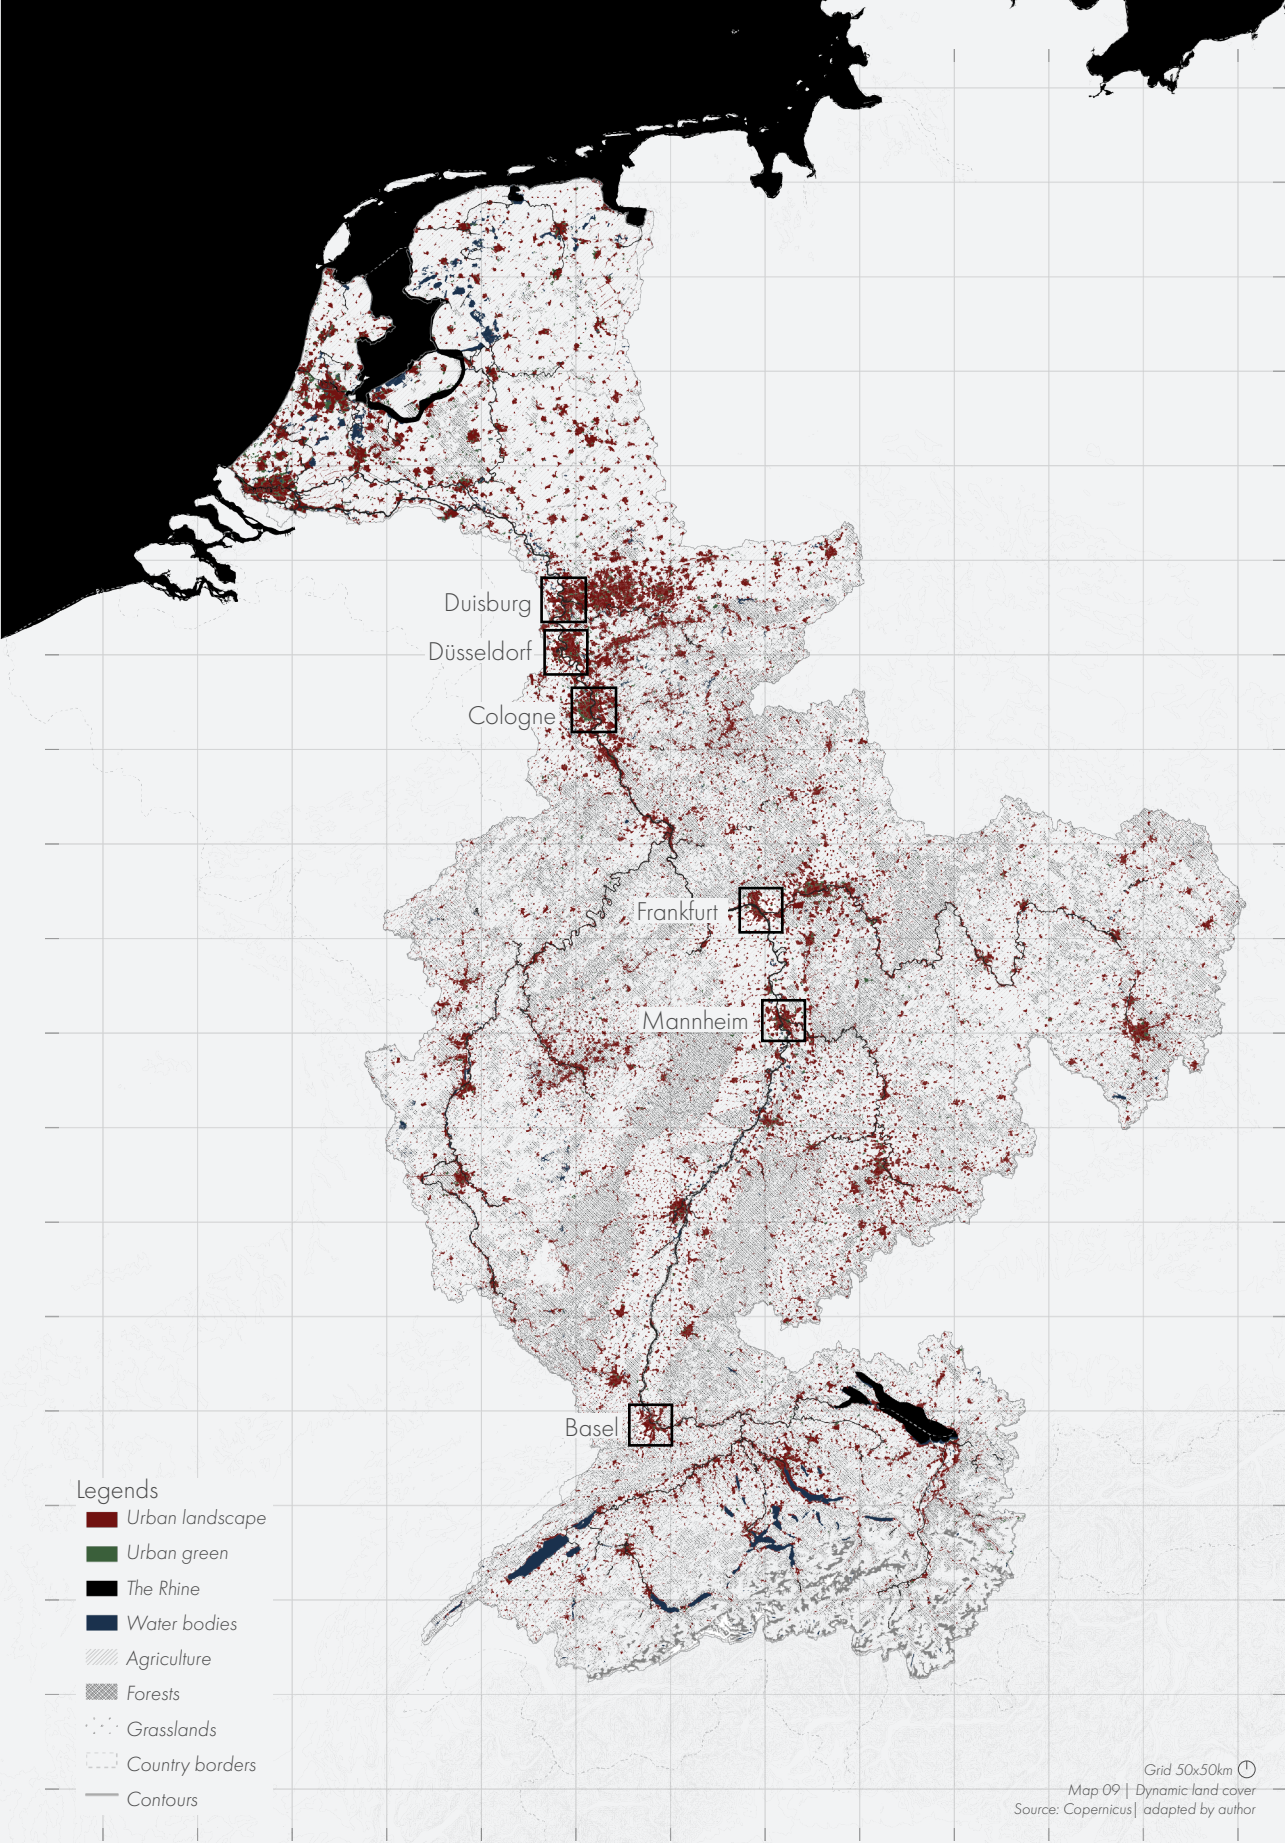 Duisburg
Düsseldorf
Cologne
Frankfurt
Mannheim
Basel
Legends
Urban landscape
Urban green
The Rhine
Water bodies
Agriculture
Forests
Grasslands
Country borders
Contours
Grid 50x50km
Map 09 | Dynamic land cover
Source: Copernicus| adapted by author